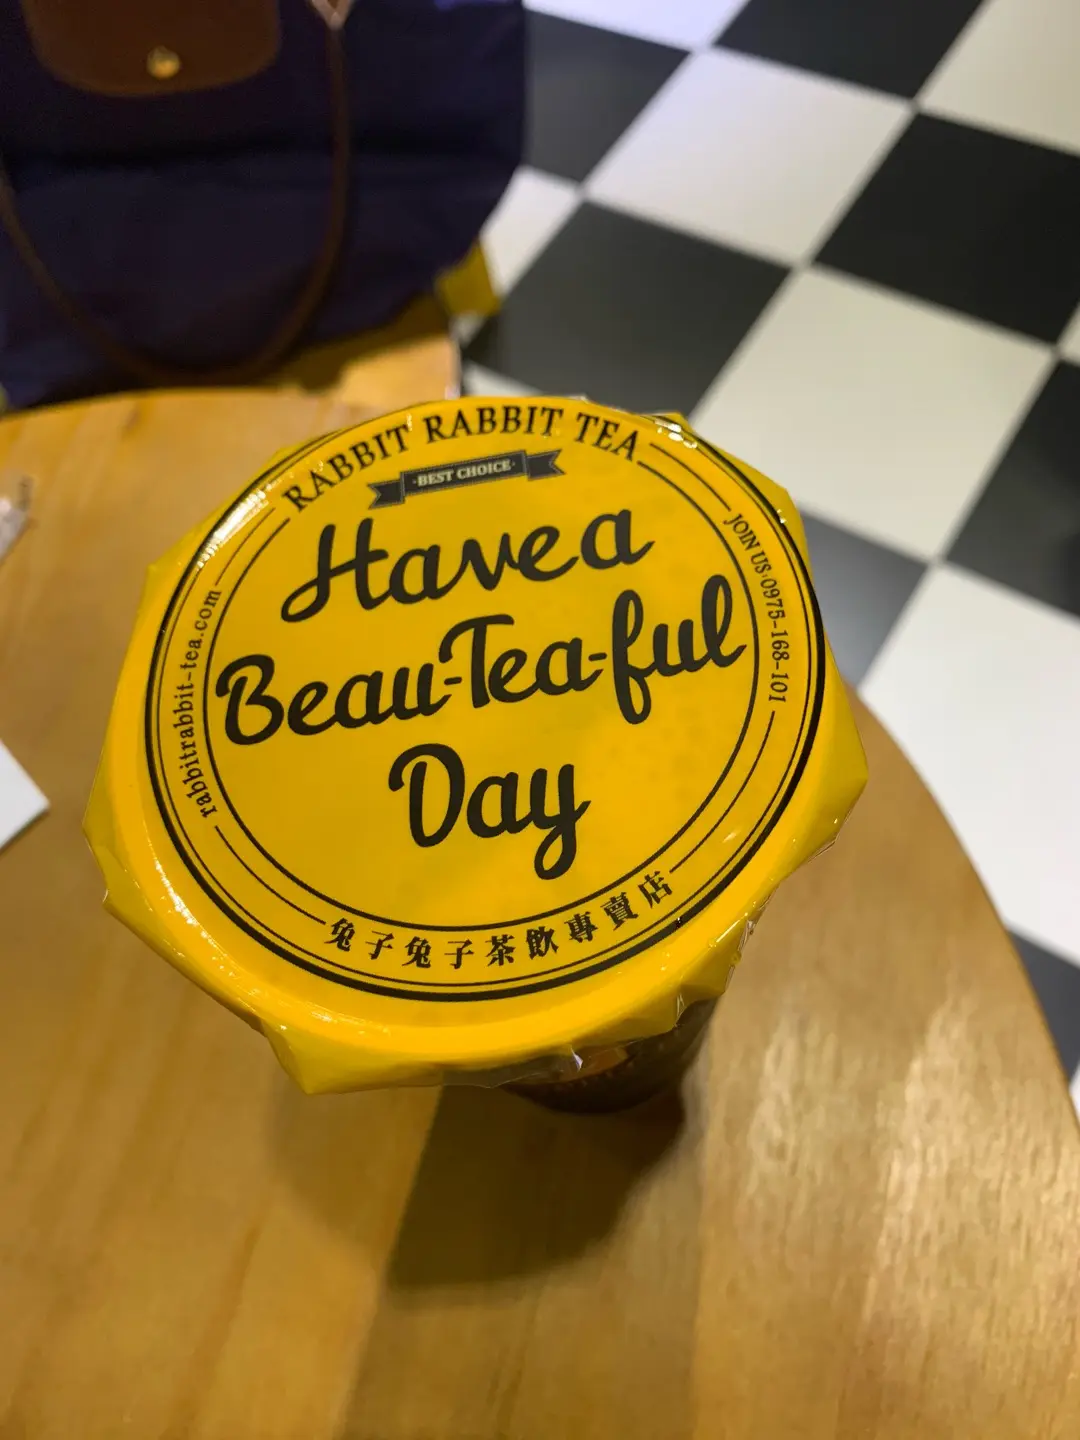 RABBIT RABBIT TEA
·BEST CHOICE·
Have a
Beau-Tea-ful
Day
rabbitrabbit-tea.com
JOIN US:0975-168-101
兔子兔子茶飲專賣店